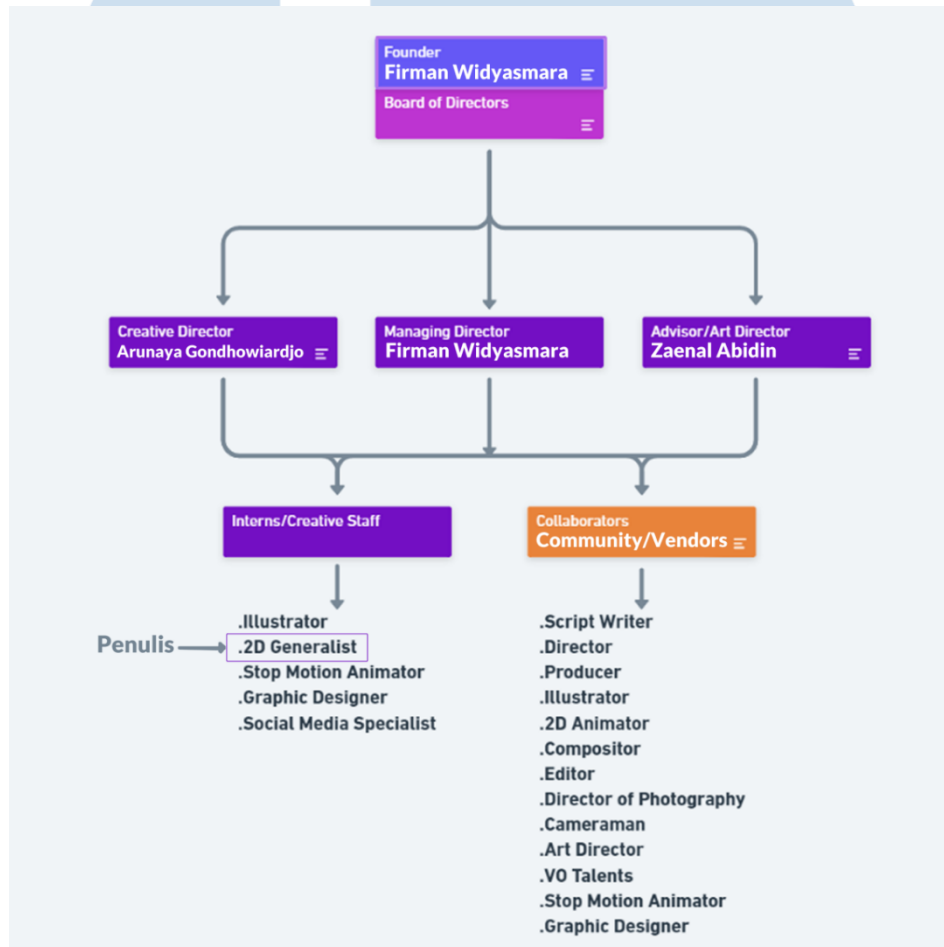 Founder
Firman Widyasmara
Board of Directors
Creative Director
Arunaya Gondhowiardjo
Managing Director
Firman Widyasmara
Advisor/Art Director
Zaenal Abidin
Interns/Creative Staff
Collaborators
Community/Vendors
Penulis
.Illustrator
.2D Generalist
.Stop Motion Animator
.Graphic Designer
.Social Media Specialist
.Script Writer
.Director
.Producer
.Illustrator
.2D Animator
.Compositor
.Editor
.Director of Photography
.Cameraman
.Art Director
.VO Talents
.Stop Motion Animator
.Graphic Designer